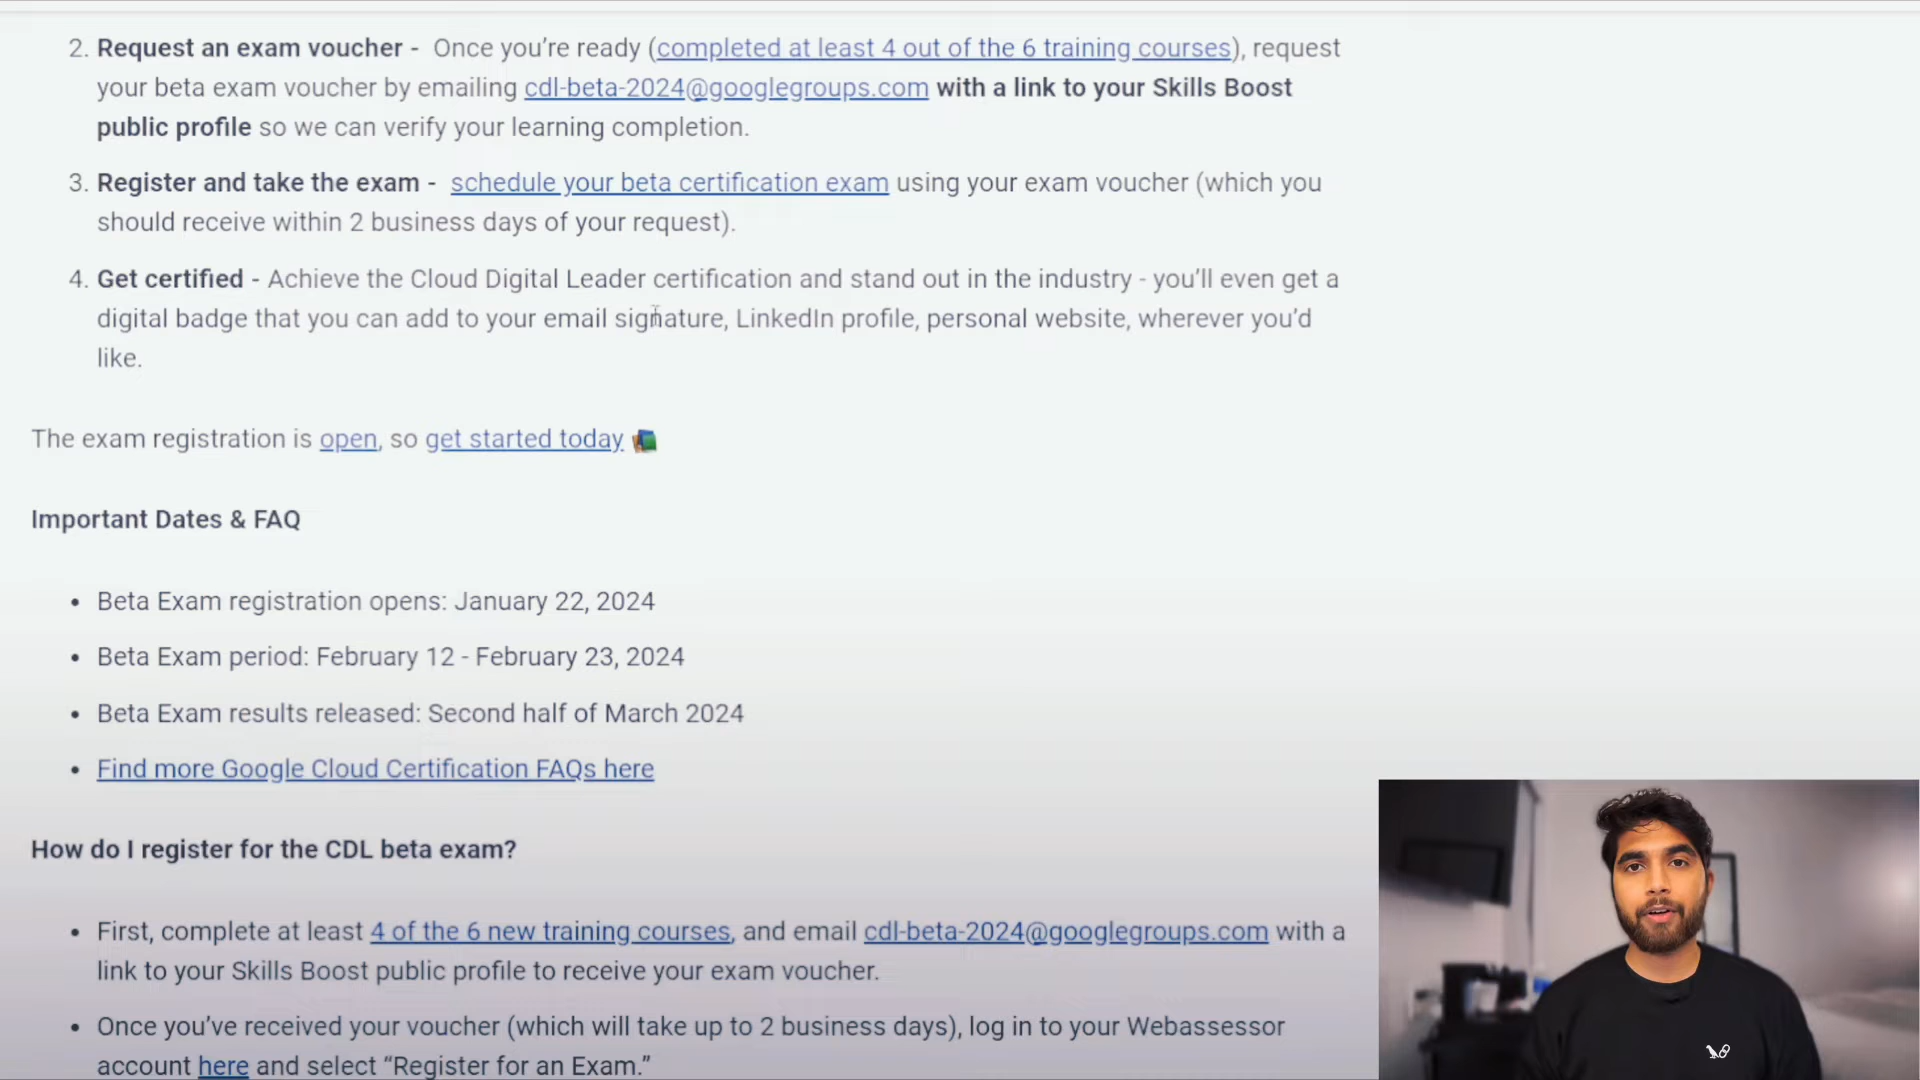 2. Request an exam voucher - Once you’re ready (completed at least 4 out of the 6 training courses), request
your beta exam voucher by emailing cdl-beta-2024@googlegroups.com with a link to your Skills Boost
public profile so we can verify your learning completion.
3. Register and take the exam - schedule your beta certification exam using your exam voucher (which you
should receive within 2 business days of your request).
4. Get certified - Achieve the Cloud Digital Leader certification and stand out in the industry - you’ll even get a
digital badge that you can add to your email signature, LinkedIn profile, personal website, wherever you’d
like.
The exam registration is open, so get started today
Important Dates & FAQ
• Beta Exam registration opens: January 22, 2024
• Beta Exam period: February 12 - February 23, 2024
• Beta Exam results released: Second half of March 2024
• Find more Google Cloud Certification FAQs here
How do I register for the CDL beta exam?
• First, complete at least 4 of the 6 new training courses, and email cdl-beta-2024@googlegroups.com with a
link to your Skills Boost public profile to receive your exam voucher.
• Once you’ve received your voucher (which will take up to 2 business days), log in to your Webassessor
account here and select “Register for an Exam.”